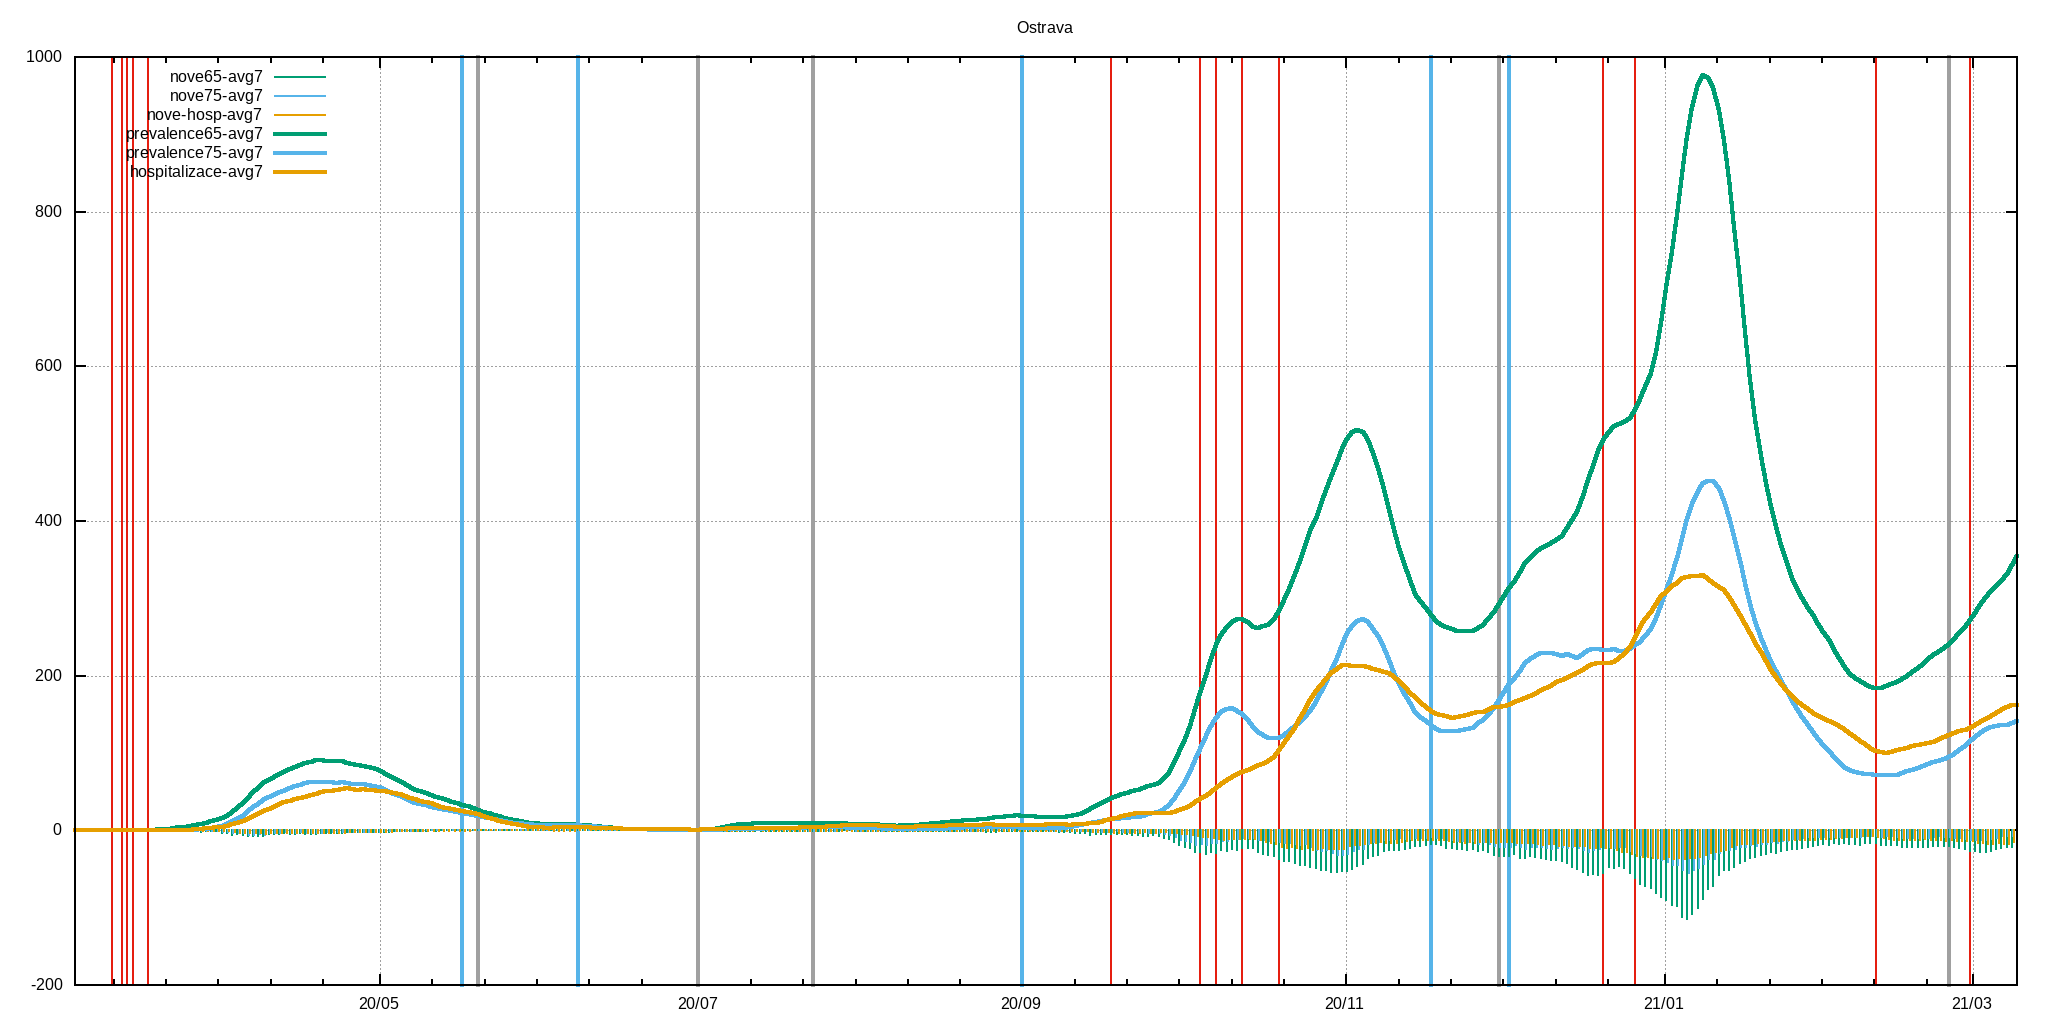 Ostrava
1000
800
600
400
200
0
-200
nove65-avg7
nove75-avg7
nove-hosp-avg7
prevalence65-avg7
prevalence75-avg7
hospitalizace-avg7
20/05 20/07 20/09 20/11 21/01 21/03